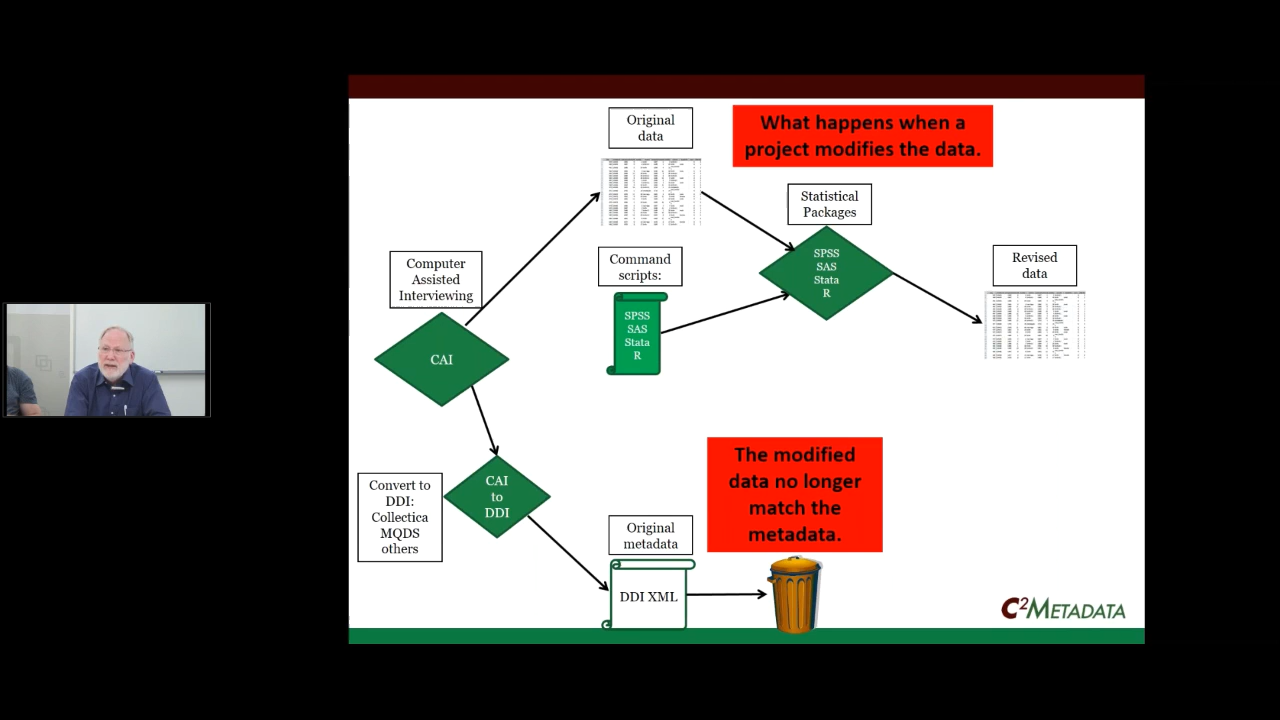 Original
data
What happens when a
project modifies the data.
Statistical
Packages
Computer
Assisted
Interviewing
Command
scripts:
SPSS
SAS
Stata
R
Revised
data
SPSS
SAS
Stata
R
CAI
Convert to
DDI:
Collectica
MQDS
others
CAI
to
DDI
The modified
data no longer
match the
metadata.
Original
metadata
DDI XML
C2METADATA